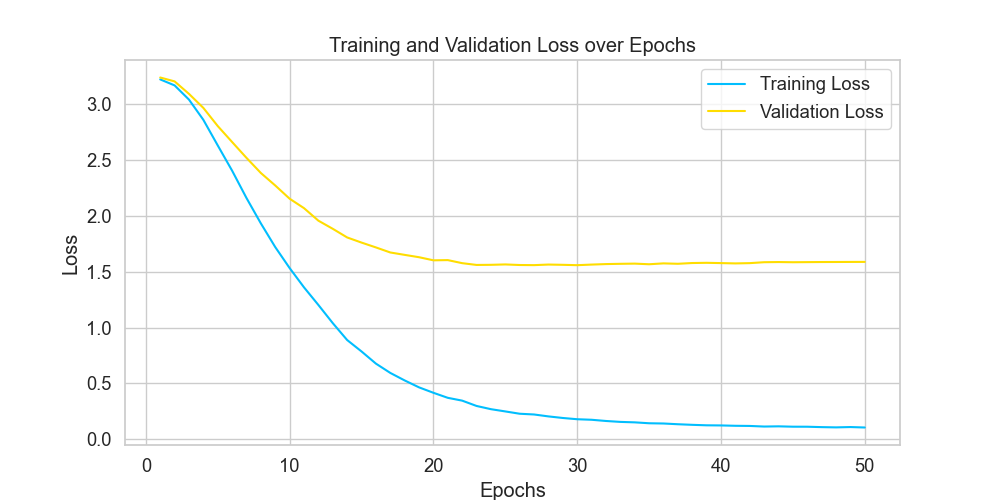 Training and Validation Loss over Epochs
Training Loss
Validation Loss
3.0
2.5
2.0
1.5
1.0
0.5
0.0
Loss
0 10 20 30 40 50
Epochs